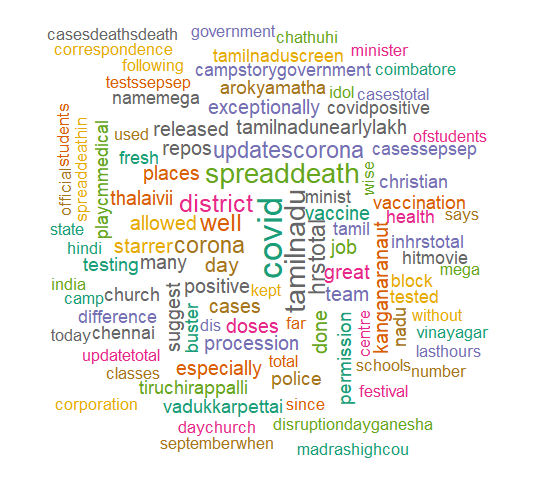 government chathuhi
casesdeathsdeath
correspondence tamilnaduscreen minister
following campstorygovernment coimbatore
testssepsep arokyamatha idol casestotal
namemega exceptionally covidpositive
used released tamilnadunearlylakh ofstudents
students official spreaddeathin playcmmedical
fresh repos updatescorona casessepsep
places spreaddeath wise christian
thalaivii district minist vaccination
state allowed well covid tamilnadu hrstotal vaccine health says
hindi starrer corona tamil inhrstotal
testing many day job kanganaranaut hitmovie
india positive kept great team block mega
camp church suggest buster cases tested
difference dis doses far done nadu without
today chennai procession permission centre vinayagar
updatetotal especially total lasthours
classes police schools number
tiruchirappalli festival
corporation vadukkarpettai since
daychurch disruptiondayganesha
septemberwhen madrashighcou